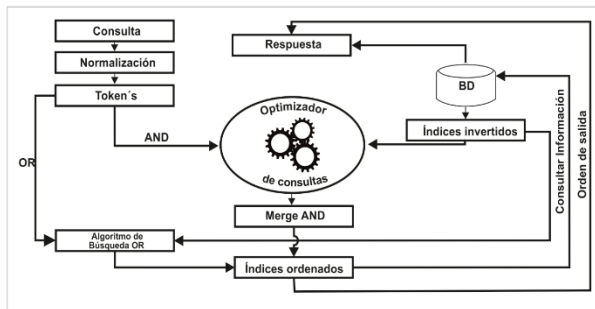 Consulta
Normalización
Token´s
OR
AND
Respuesta
BD
Optimizador
de consultas
Índices invertidos
Consultar Información
Orden de salida
Merge AND
Algoritmo de
Búsqueda OR
Índices ordenados